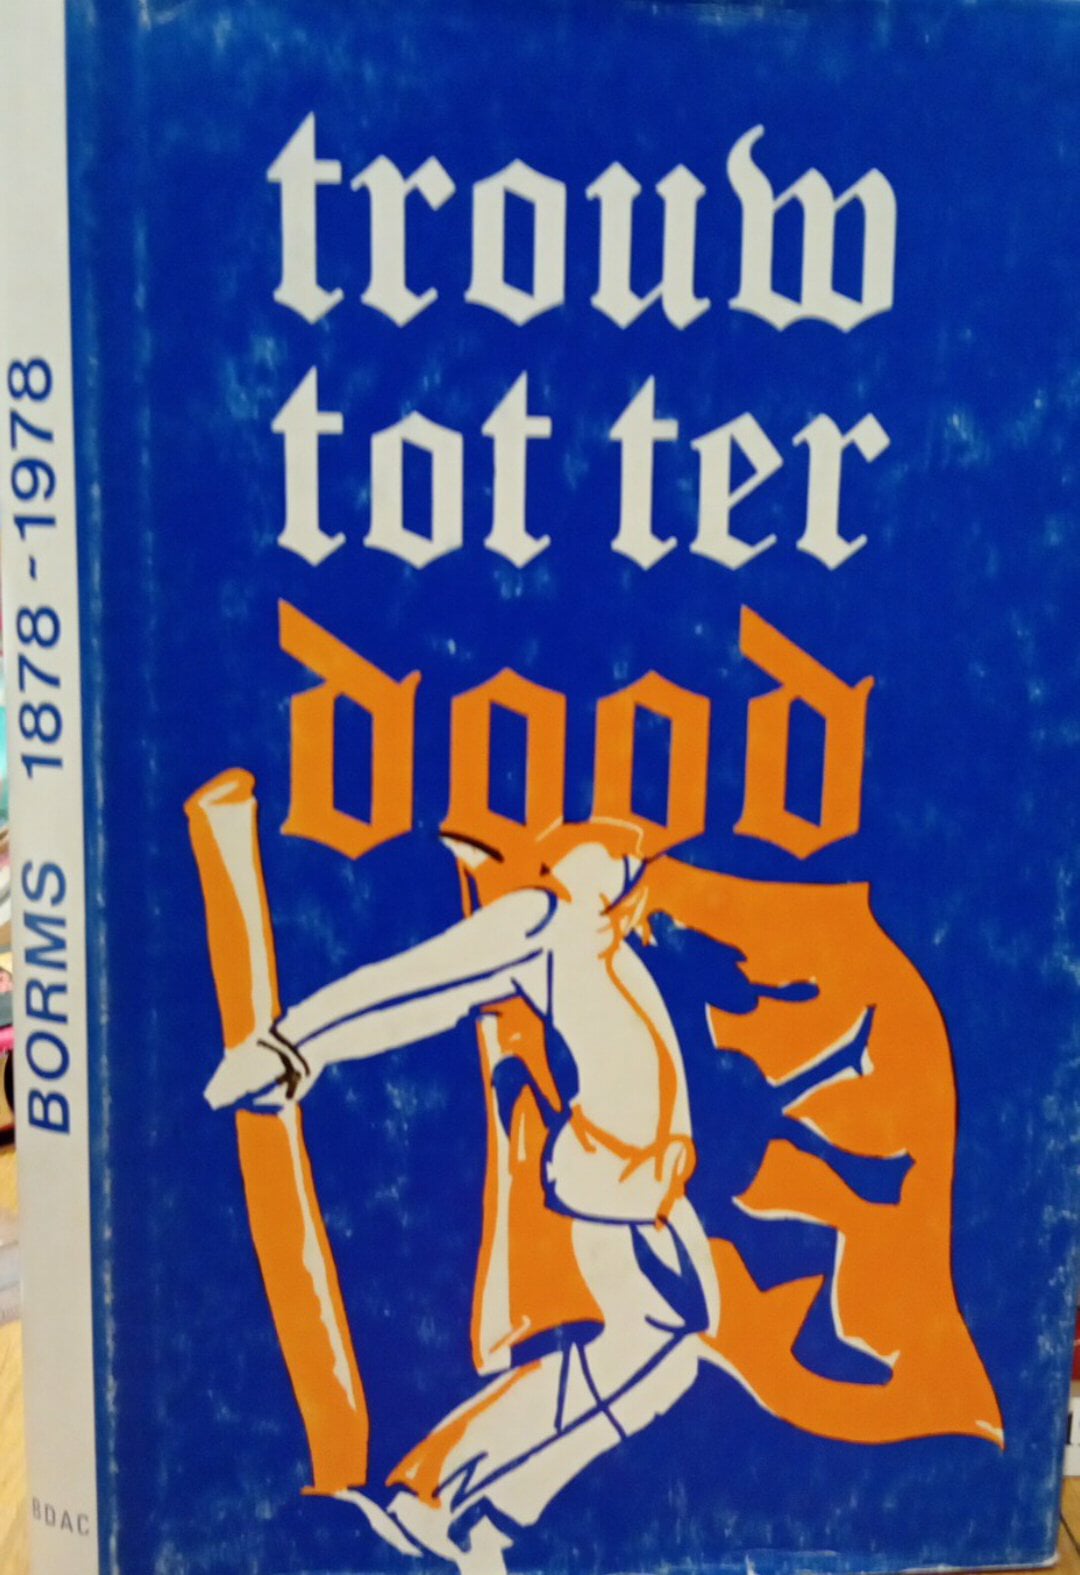 trouw
tot ter
dood
BORMS 1878-1978
BDAC